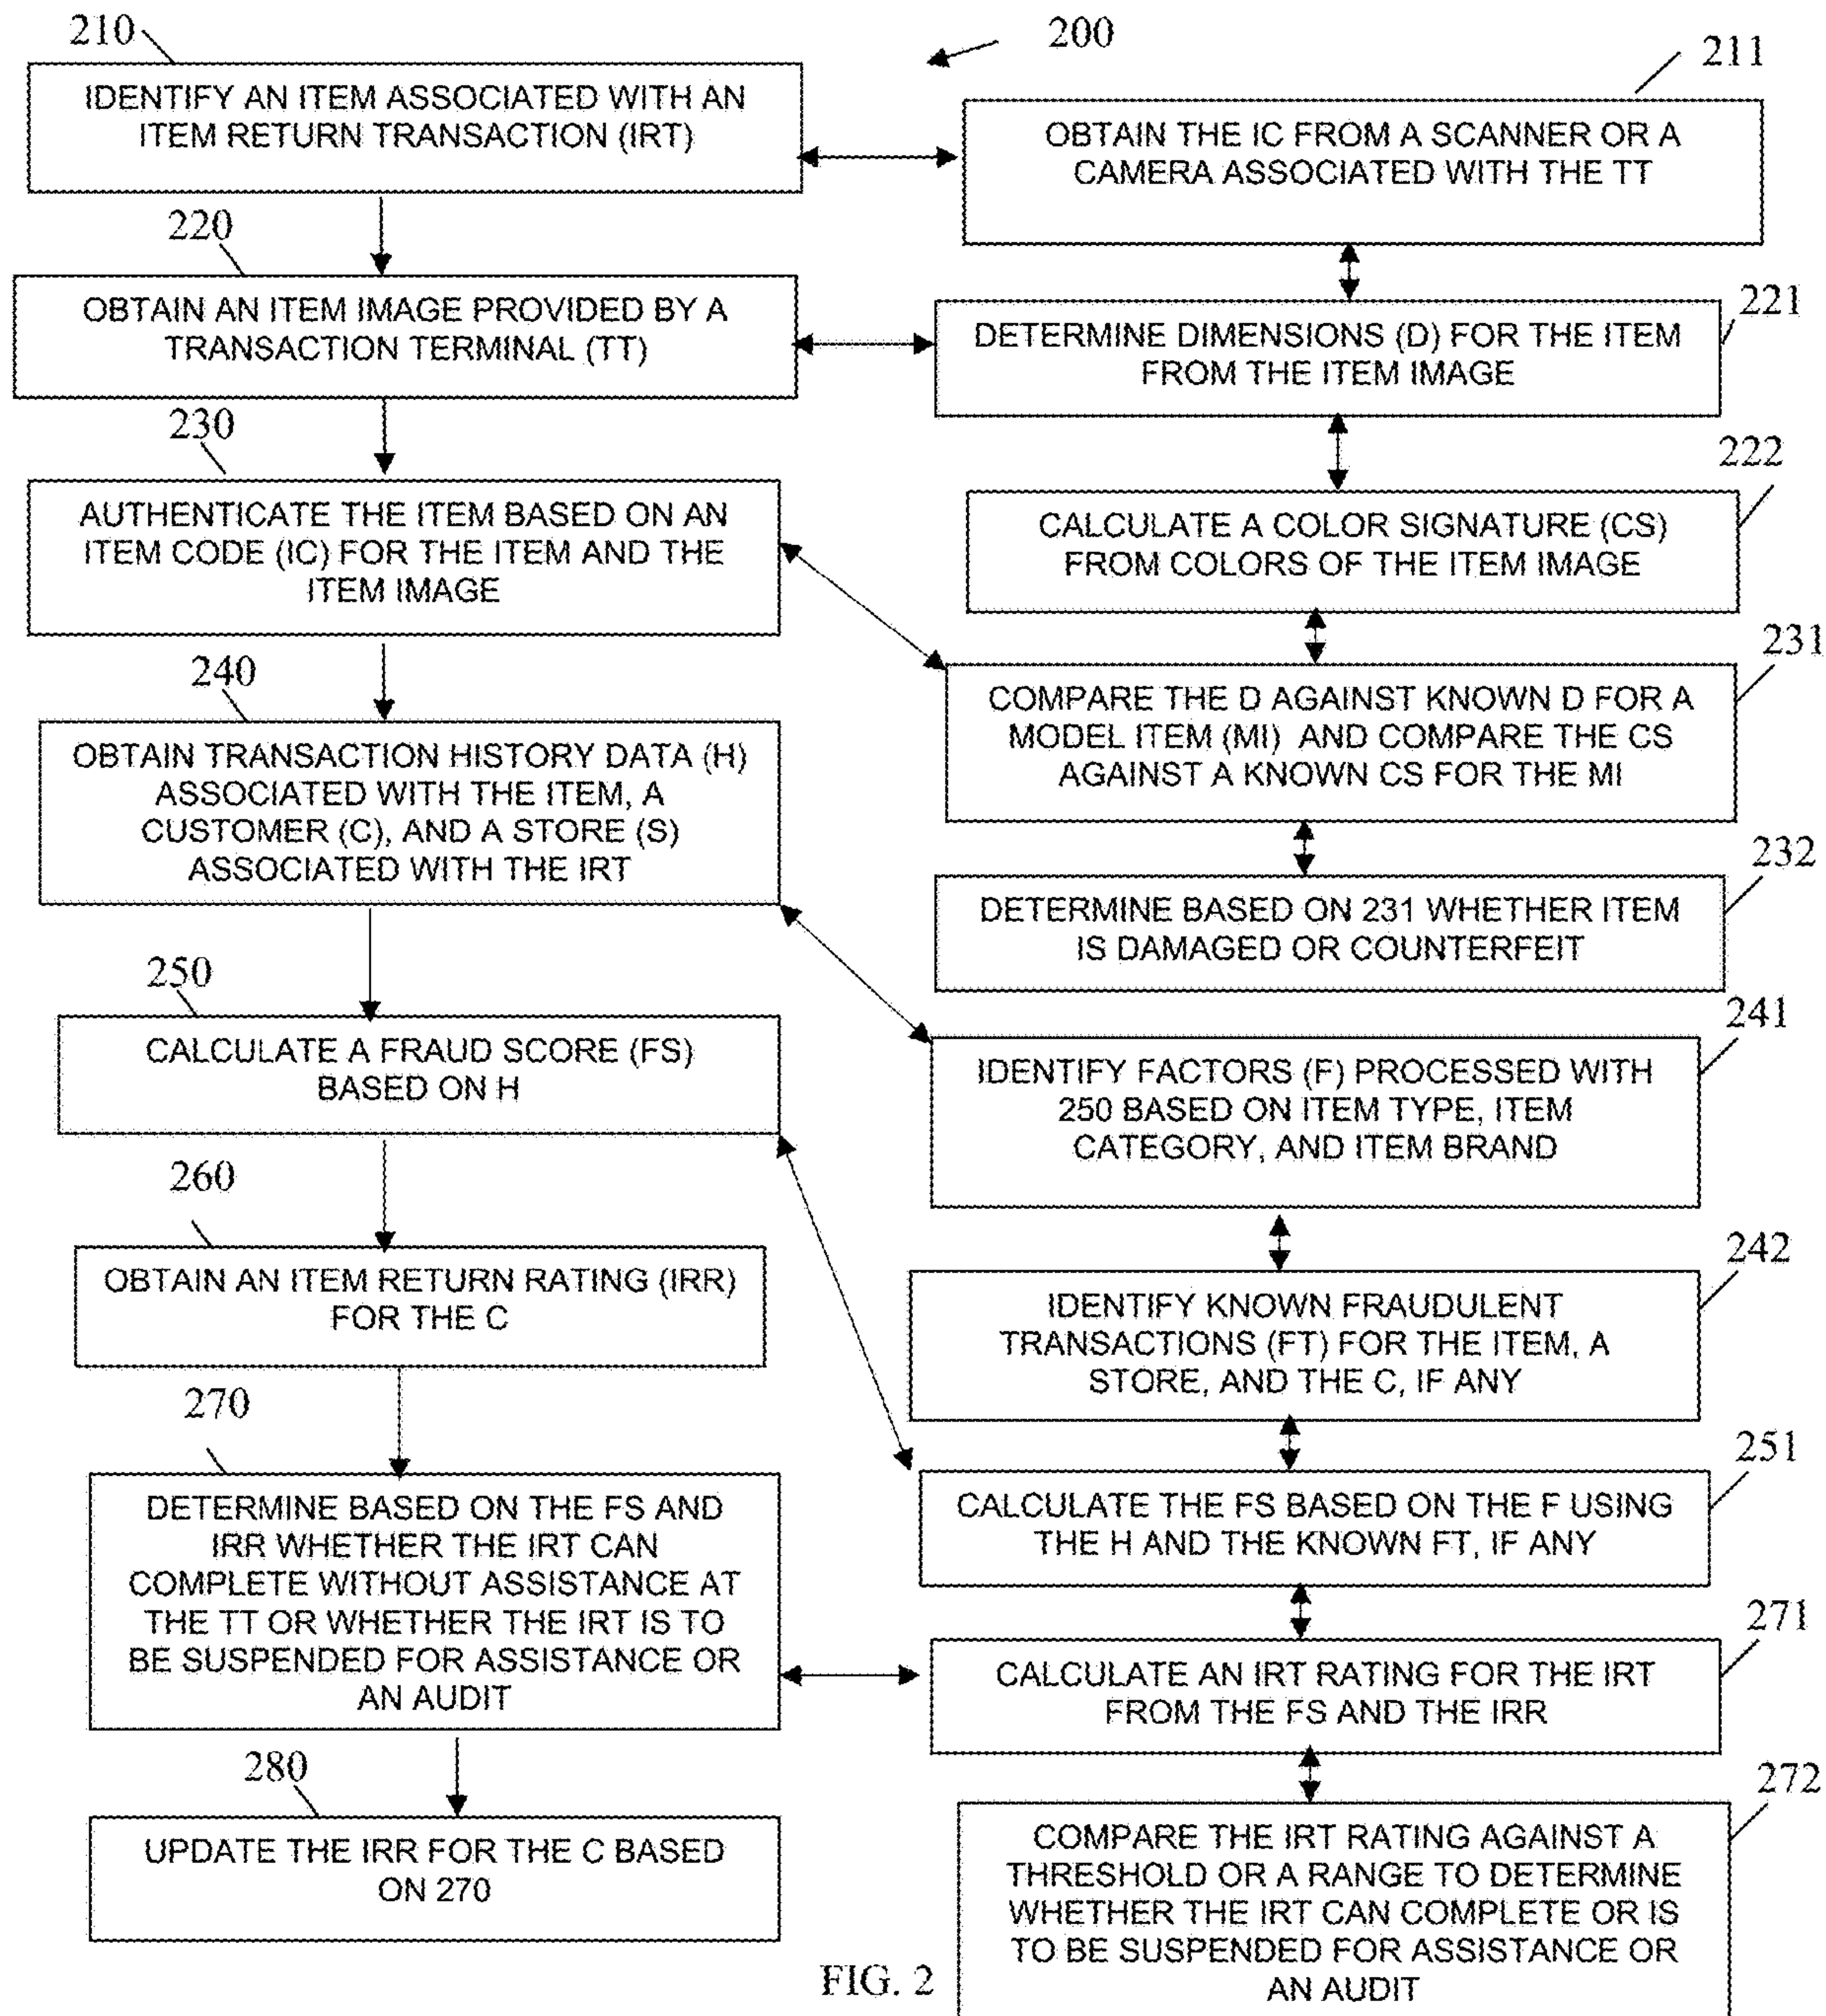 210
200
211
IDENTIFY AN ITEM ASSOCIATED WITH AN
ITEM RETURN TRANSACTION (IRT)
OBTAIN THE IC FROM A SCANNER OR A
CAMERA ASSOCIATED WITH THE TT
220
OBTAIN AN ITEM IMAGE PROVIDED BY A
TRANSACTION TERMINAL (TT)
221
DETERMINE DIMENSIONS (D) FOR THE ITEM
FROM THE ITEM IMAGE
230
AUTHENTICATE THE ITEM BASED ON AN
ITEM CODE (IC) FOR THE ITEM AND THE
ITEM IMAGE
222
CALCULATE A COLOR SIGNATURE (CS)
FROM COLORS OF THE ITEM IMAGE
231
COMPARE THE D AGAINST KNOWN D FOR A
MODEL ITEM (MI) AND COMPARE THE CS
AGAINST A KNOWN CS FOR THE MI
240
OBTAIN TRANSACTION HISTORY DATA (H)
ASSOCIATED WITH THE ITEM, A
CUSTOMER (C), AND A STORE (S)
ASSOCIATED WITH THE IRT
232
DETERMINE BASED ON 231 WHETHER ITEM
IS DAMAGED OR COUNTERFEIT
250
CALCULATE A FRAUD SCORE (FS)
BASED ON H
241
IDENTIFY FACTORS (F) PROCESSED WITH
250 BASED ON ITEM TYPE, ITEM
CATEGORY, AND ITEM BRAND
260
OBTAIN AN ITEM RETURN RATING (IRR)
FOR THE C
242
IDENTIFY KNOWN FRAUDULENT
TRANSACTIONS (FT) FOR THE ITEM, A
STORE, AND THE C, IF ANY
270
DETERMINE BASED ON THE FS AND
IRR WHETHER THE IRT CAN
COMPLETE WITHOUT ASSISTANCE AT
THE TT OR WHETHER THE IRT IS TO
BE SUSPENDED FOR ASSISTANCE OR
AN AUDIT
251
CALCULATE THE FS BASED ON THE F USING
THE H AND THE KNOWN FT, IF ANY
271
CALCULATE AN IRT RATING FOR THE IRT
FROM THE FS AND THE IRR
280
UPDATE THE IRR FOR THE C BASED
ON 270
272
COMPARE THE IRT RATING AGAINST A
THRESHOLD OR A RANGE TO DETERMINE
WHETHER THE IRT CAN COMPLETE OR IS
TO BE SUSPENDED FOR ASSISTANCE OR
AN AUDIT
FIG. 2